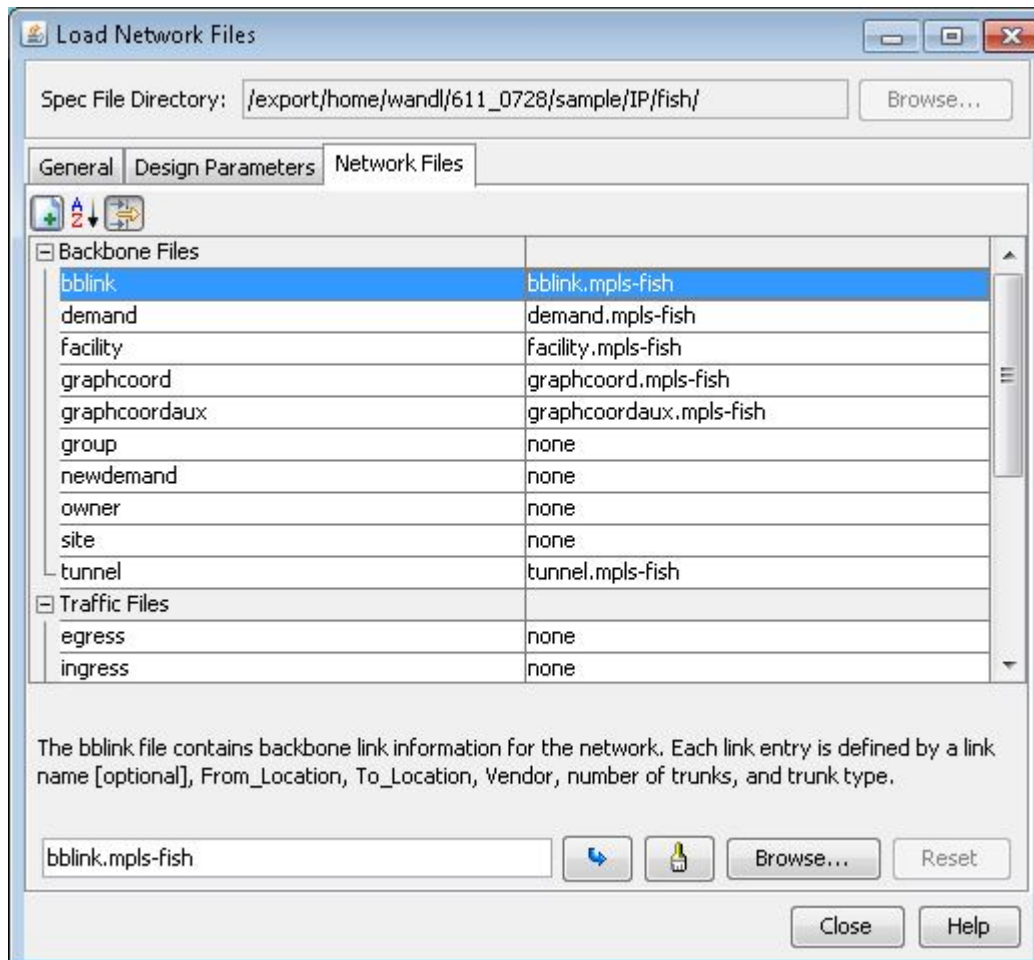 Load Network Files
Spec File Directory: /export/home/wandl/611_0728/sample/IP/fish/ Browse...
General Design Parameters Network Files
A
Z
Backbone Files
bblink bblink.mpls-fish
demand demand.mpls-fish
facility facility.mpls-fish
graphcoord graphcoord.mpls-fish
graphcoordaux graphcoordaux.mpls-fish
group none
newdemand none
owner none
site none
tunnel tunnel.mpls-fish
Traffic Files
egress none
ingress none
The bblink file contains backbone link information for the network. Each link entry is defined by a link
name [optional], From_Location, To_Location, Vendor, number of trunks, and trunk type.
bblink.mpls-fish Browse... Reset
Close Help